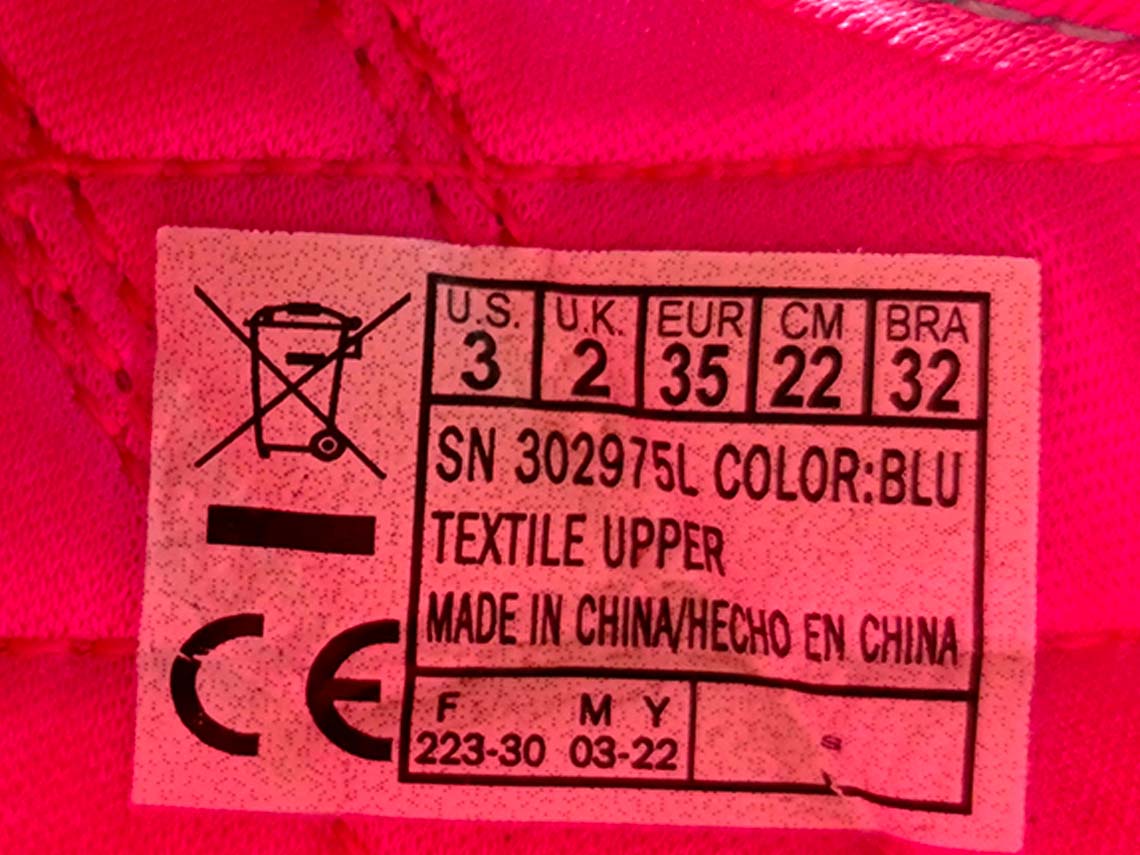 U.S. U.K. EUR CM BRA
3 2 35 22 32
SN 302975L COLOR:BLU
TEXTILE UPPER
MADE IN CHINA/HECHO EN CHINA
F M Y
223-30 03-22
CE